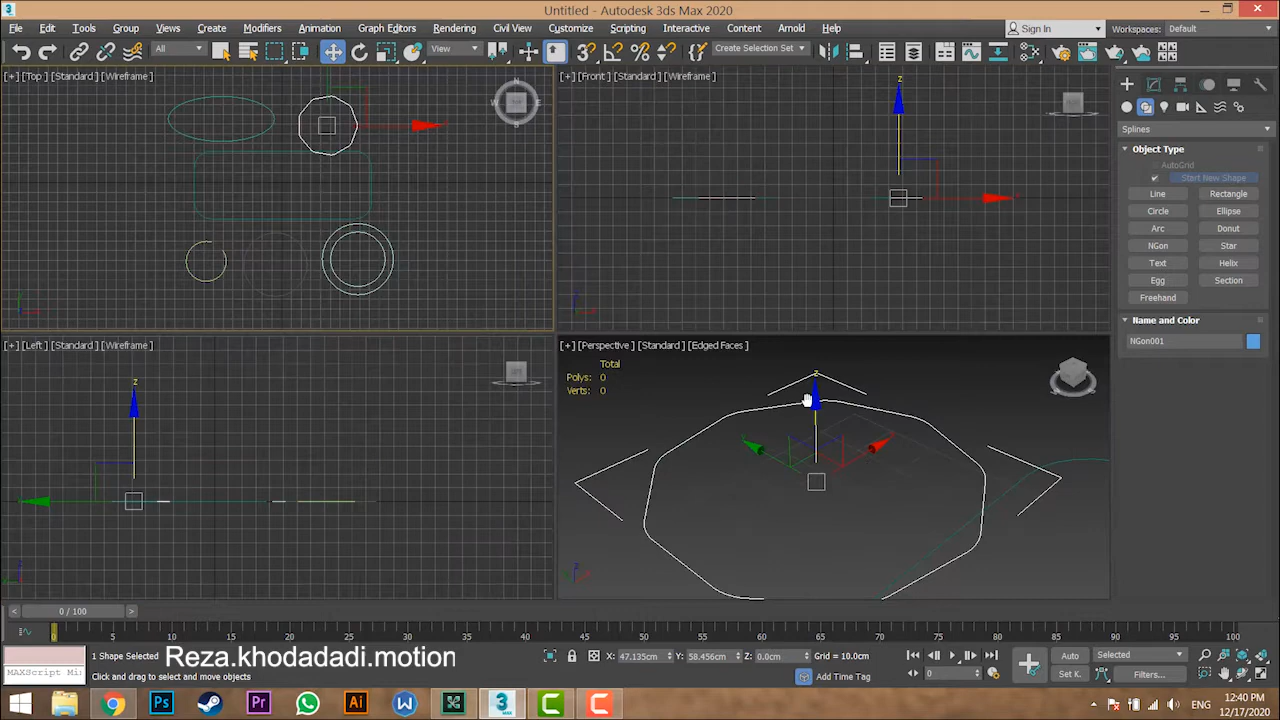 Untitled - Autodesk 3ds Max 2020
File Edit Tools Group Views Create Modifiers Animation Graph Editors Rendering Civil View Customize Scripting Interactive Content Arnold Help Sign In Workspaces: Default
All View Create Selection Set
[+] [Top] [Standard] [Wireframe]
[+] [Front] [Standard] [Wireframe]
[+] [Left] [Standard] [Wireframe]
[+] [Perspective] [Standard] [Edged Faces]
Total
Polys: 0
Verts: 0
Splines
Object Type
AutoGrid
Start New Shape
Line Rectangle
Circle Ellipse
Arc Donut
NGon Star
Text Helix
Egg Section
Freehand
Name and Color
NGon001
0 / 100
0 5 10 15 20 25 30 35 40 45 50 55 60 65 70 75 80 85 90 95 100
1 Shape Selected
Reza.khodadadi.motion
X: 47.135cm Y: 58.456cm Z: 0.0cm Grid = 10.0cm
Auto Selected
MAXScript Mi
Click and drag to select and move objects
Add Time Tag
0
Set K. Filters...
12:40 PM
ENG
12/17/2020